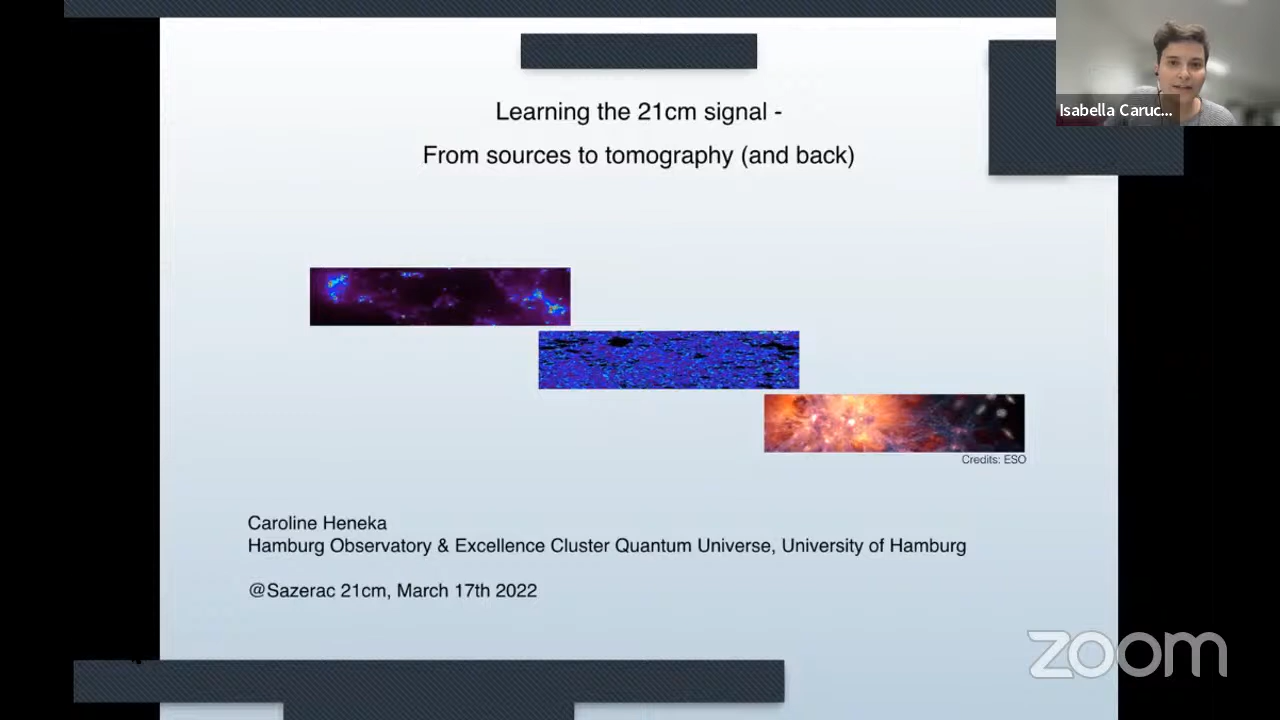 Isabella Caruc...
Learning the 21cm signal -
From sources to tomography (and back)
Credits: ESO
Caroline Heneka
Hamburg Observatory & Excellence Cluster Quantum Universe, University of Hamburg
@Sazerac 21cm, March 17th 2022
zoom